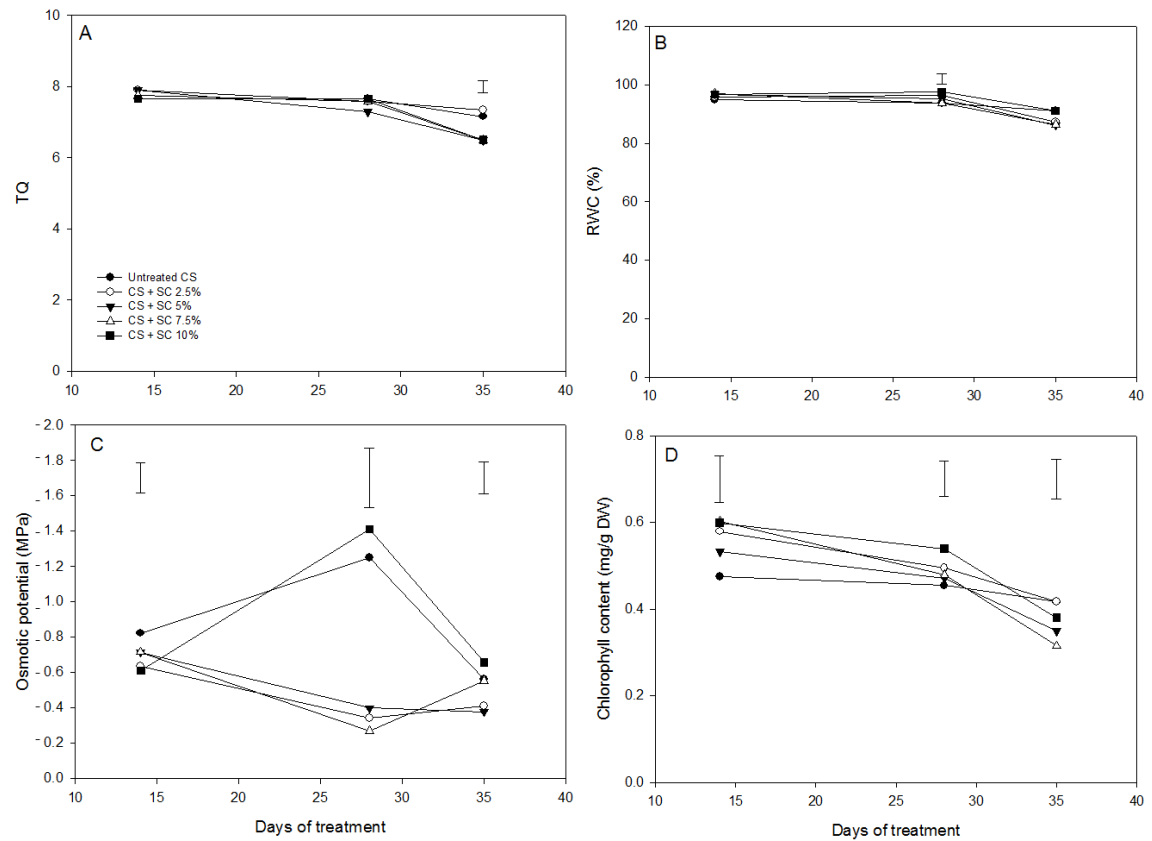 A
10
8
6
4
2
0
TQ
Untreated CS
CS + SC 2.5%
CS + SC 5%
CS + SC 7.5%
CS + SC 10%
10 15 20 25 30 35 40
B
120
100
80
60
40
20
0
RWC (%)
10 15 20 25 30 35 40
C
- 2.0
- 1.8
- 1.6
- 1.4
- 1.2
- 1.0
- 0.8
- 0.6
- 0.4
- 0.2
0.0
Osmotic potential (MPa)
10 15 20 25 30 35 40
Days of treatment
D
0.8
0.6
0.4
0.2
0.0
Chlorophyll content (mg/g DW)
10 15 20 25 30 35 40
Days of treatment